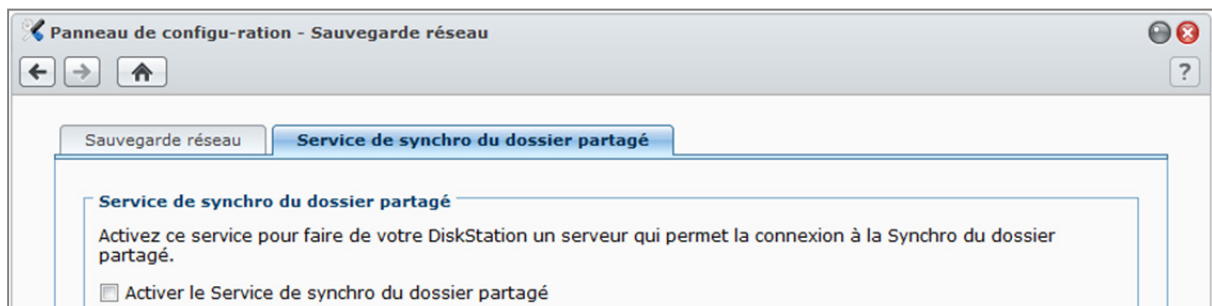 Panneau de configu-ration - Sauvegarde réseau
?
Sauvegarde réseau
Service de synchro du dossier partagé
Service de synchro du dossier partagé
Activez ce service pour faire de votre DiskStation un serveur qui permet la connexion à la Synchro du dossier
partagé.
Activer le Service de synchro du dossier partagé